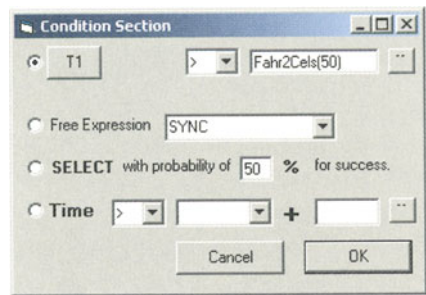 Condition Section
T1 > Fahr2Cels(50) ..
Free Expression SYNC
SELECT with probability of 50 % for success.
Time > + ..
Cancel OK